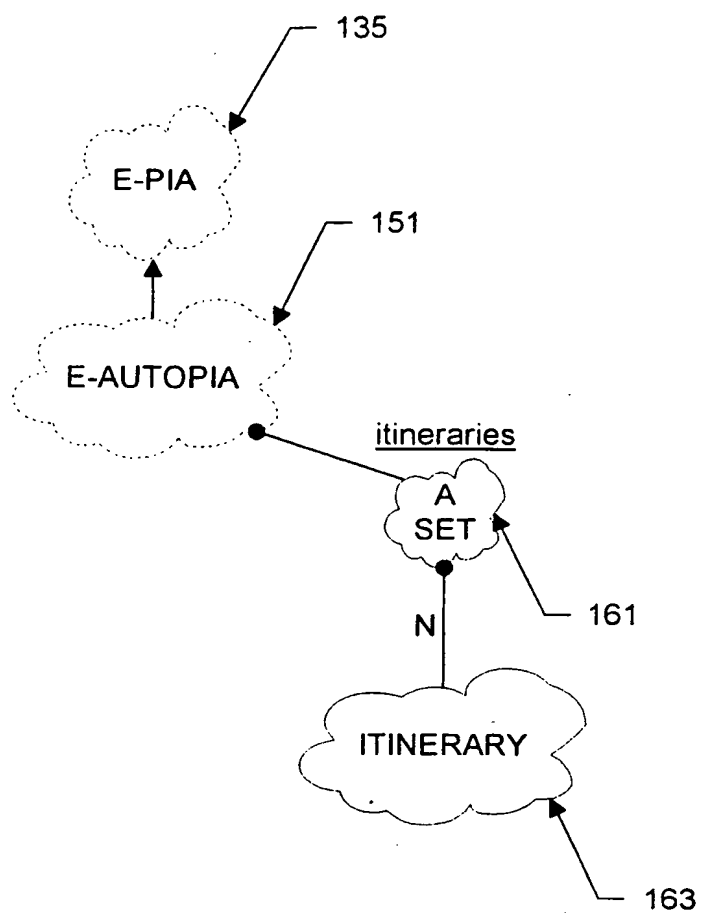 135
E-PIA
151
E-AUTOPIA
itineraries
A
SET
161
N
ITINERARY
163